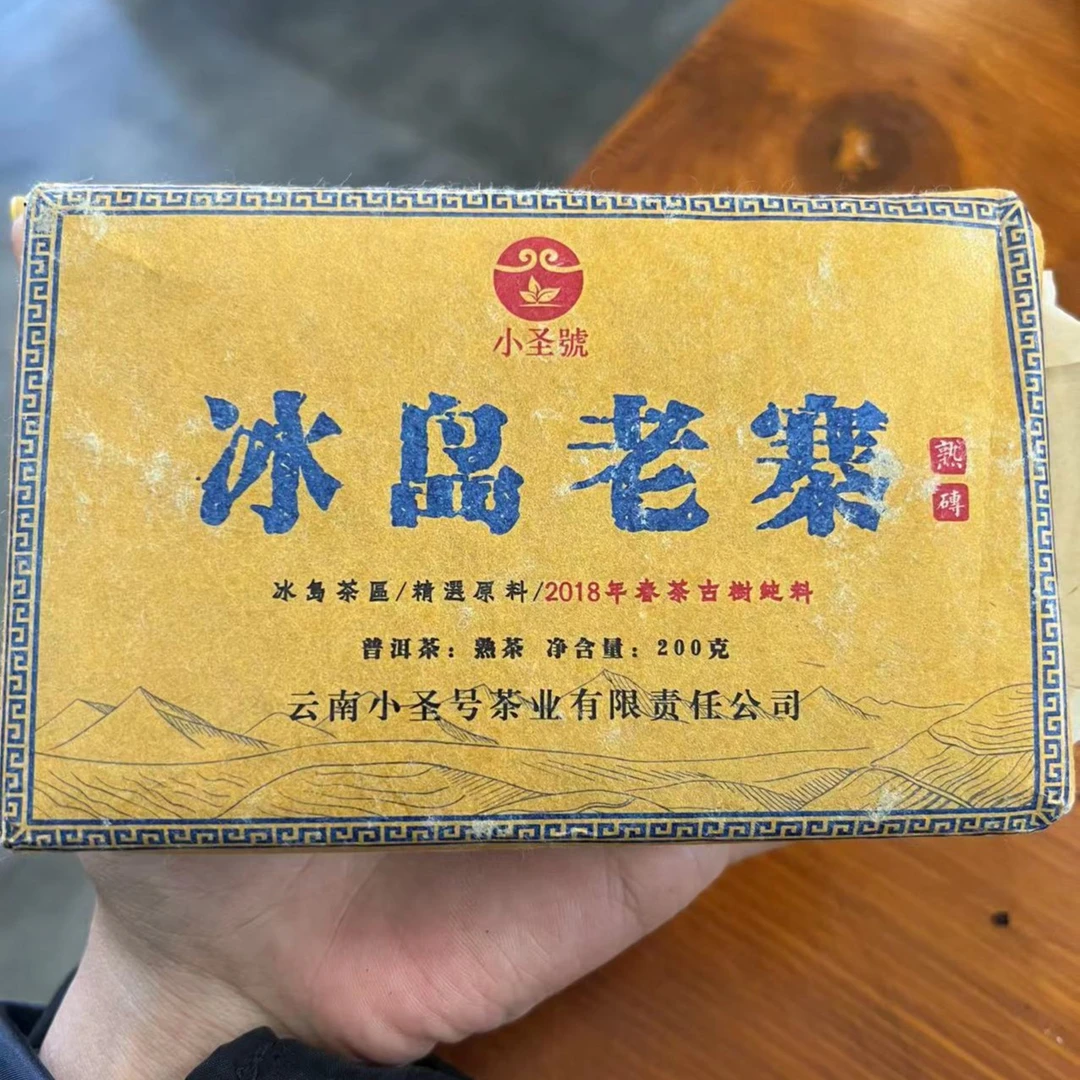 小圣號
冰岛老寨
熟
磚
冰島茶區/精選原料/2018年春茶古樹純料
普洱茶：熟茶 净含量：200克
云南小圣号茶业有限责任公司